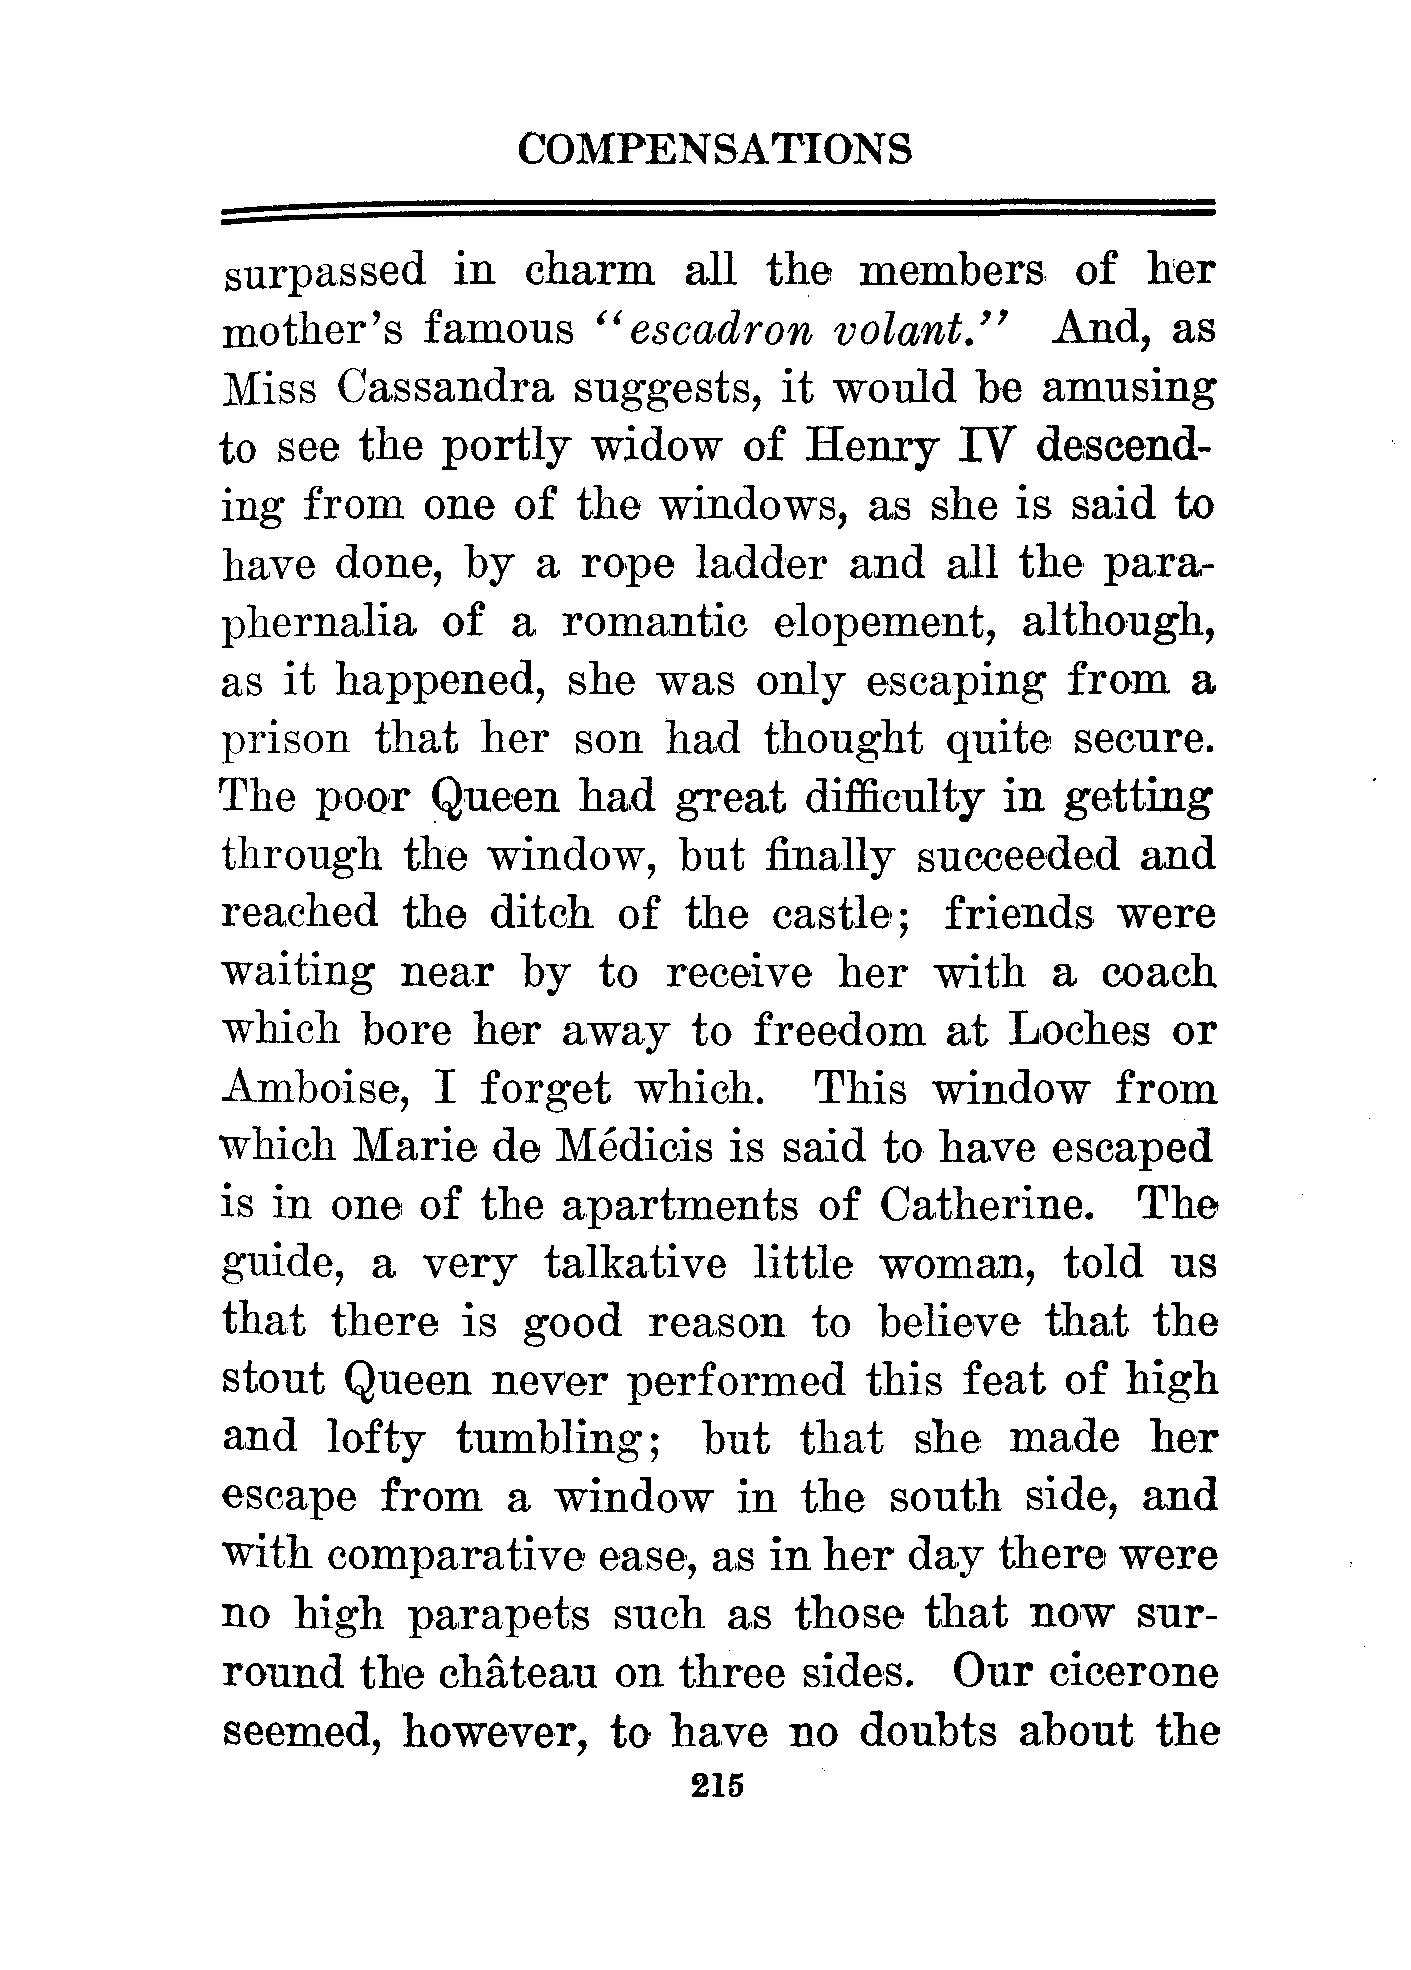 COMPENSATIONS
surpassed in charm all the members of her
mother's famous "escadron volant." And, as
Miss Cassandra suggests, it would be amusing
to see the portly widow of Henry IV descend-
ing from one of the windows, as she is said to
have done, by a rope ladder and all the para-
phernalia of a romantic elopement, although,
as it happened, she was only escaping from a
prison that her son had thought quite secure.
The poor Queen had great difficulty in getting
through the window, but finally succeeded and
reached the ditch of the castle; friends were
waiting near by to receive her with a coach
which bore her away to freedom at Loches or
Amboise, I forget which. This window from
which Marie de Médicis is said to have escaped
is in one of the apartments of Catherine. The
guide, a very talkative little woman, told us
that there is good reason to believe that the
stout Queen never performed this feat of high
and lofty tumbling; but that she made her
escape from a window in the south side, and
with comparative ease, as in her day there were
no high parapets such as those that now sur-
round the château on three sides. Our cicerone
seemed, however, to have no doubts about the
215